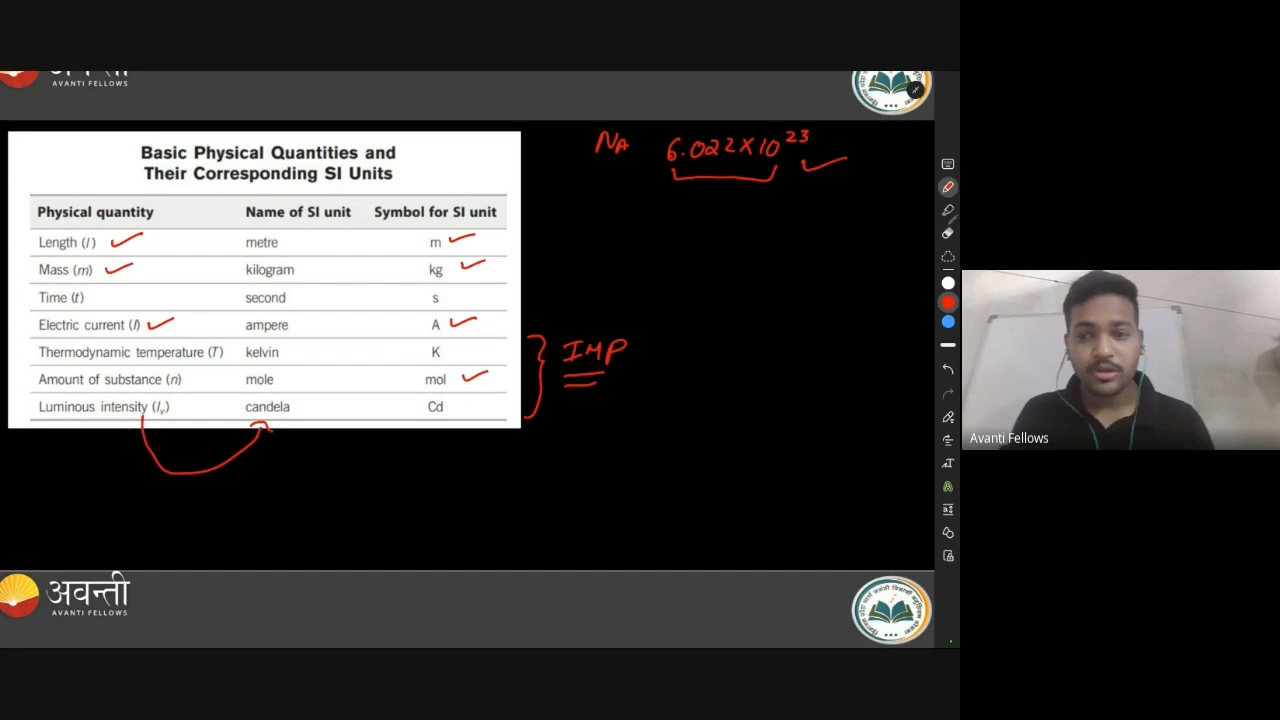 अवन्ती
AVANTI FELLOWS
Basic Physical Quantities and
Their Corresponding SI Units
Physical quantity Name of SI unit Symbol for SI unit
Length (l) metre m
Mass (m) kilogram kg
Time (t) second s
Electric current (I) ampere A
Thermodynamic temperature (T) kelvin K
Amount of substance (n) mole mol
Luminous intensity (Iv) candela Cd
NA 6.022×10²³
IMP
Avanti Fellows
अवन्ती
AVANTI FELLOWS